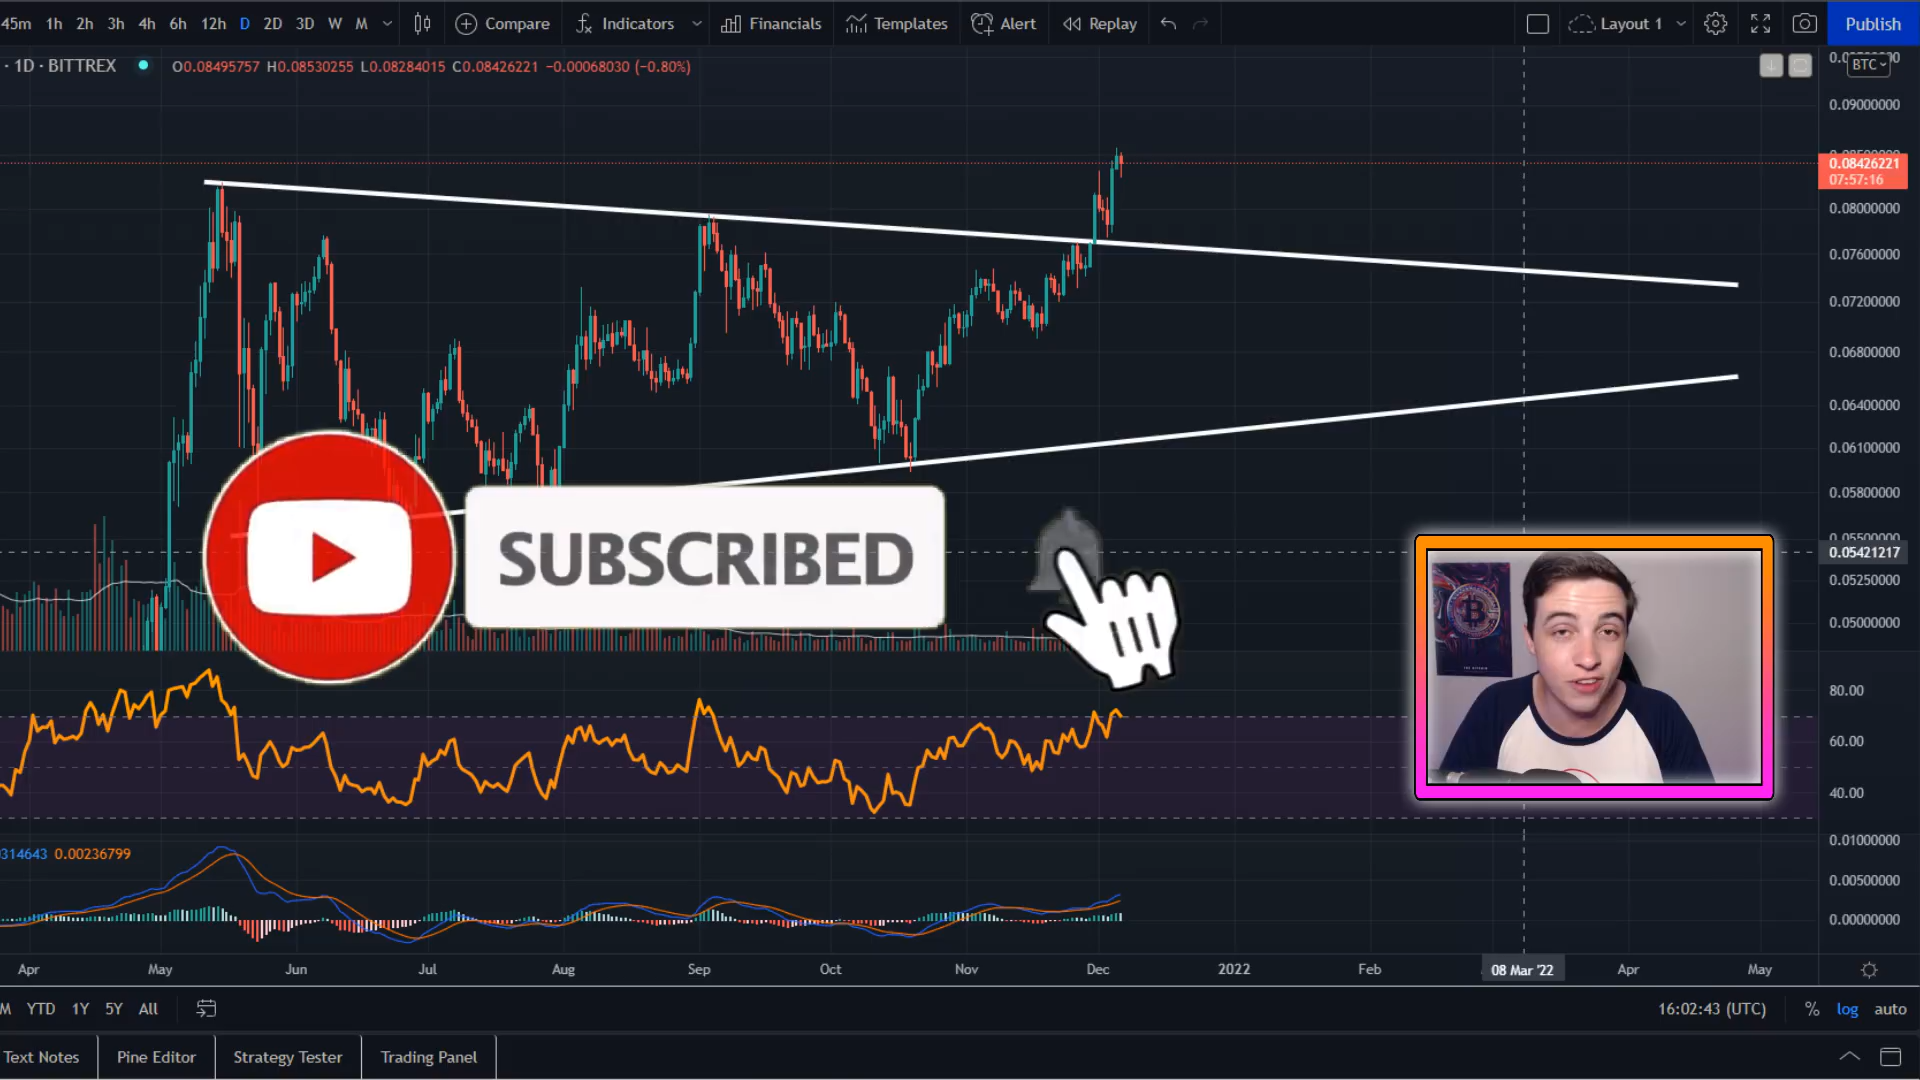 45m 1h 2h 3h 4h 6h 12h D 2D 3D W M Compare Indicators Financials Templates Alert Replay Layout 1 Publish
· 1D · BITTREX O0.08495757 H0.08530255 L0.08284015 C0.08426221 −0.00068030 (−0.80%)
BTC
0.09000000
0.08426221
07:57:16
0.08000000
0.07600000
0.07200000
0.06800000
0.06400000
0.06100000
0.05800000
SUBSCRIBED
0.05421217
0.05250000
0.05000000
80.00
60.00
40.00
0.01000000
314643 0.00236799
0.00500000
0.00000000
Apr May Jun Jul Aug Sep Oct Nov Dec 2022 Feb 08 Mar '22 Apr May
M YTD 1Y 5Y All 16:02:43 (UTC) % log auto
Text Notes Pine Editor Strategy Tester Trading Panel